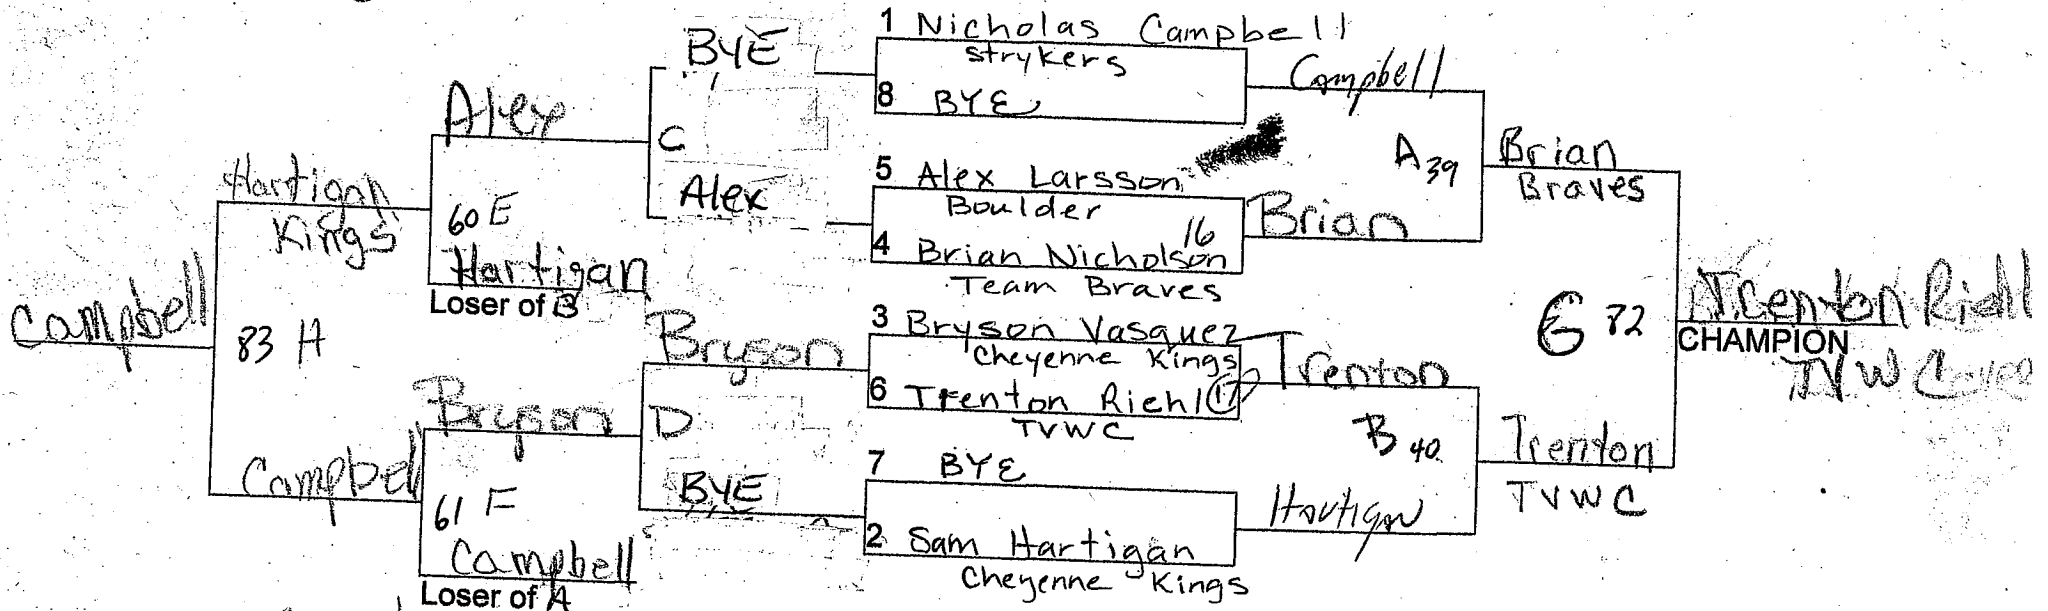 1 Nicholas Campbell
BYE
Strykers
Campbell
8 BYE
Alex
C
A 39
Brian
Braves
5 Alex Larsson
Hartigan
Kings
Alex
Boulder
16
Brian
60 E
4 Brian Nicholson
Hartigan
Team Braves
Loser of B
Campbell
3 Bryson Vasquez
Trenton Riehl
G 82
CHAMPION
TVWC
83 H
Bryson
Cheyenne Kings
Trenton
6 Trenton Riehl 17
TVWC
Bryson
D
B 40
Trenton
TVWC
7 BYE
Campbell
BYE
61 F
Hartigan
2 Sam Hartigan
Campbell
Cheyenne Kings
Loser of A